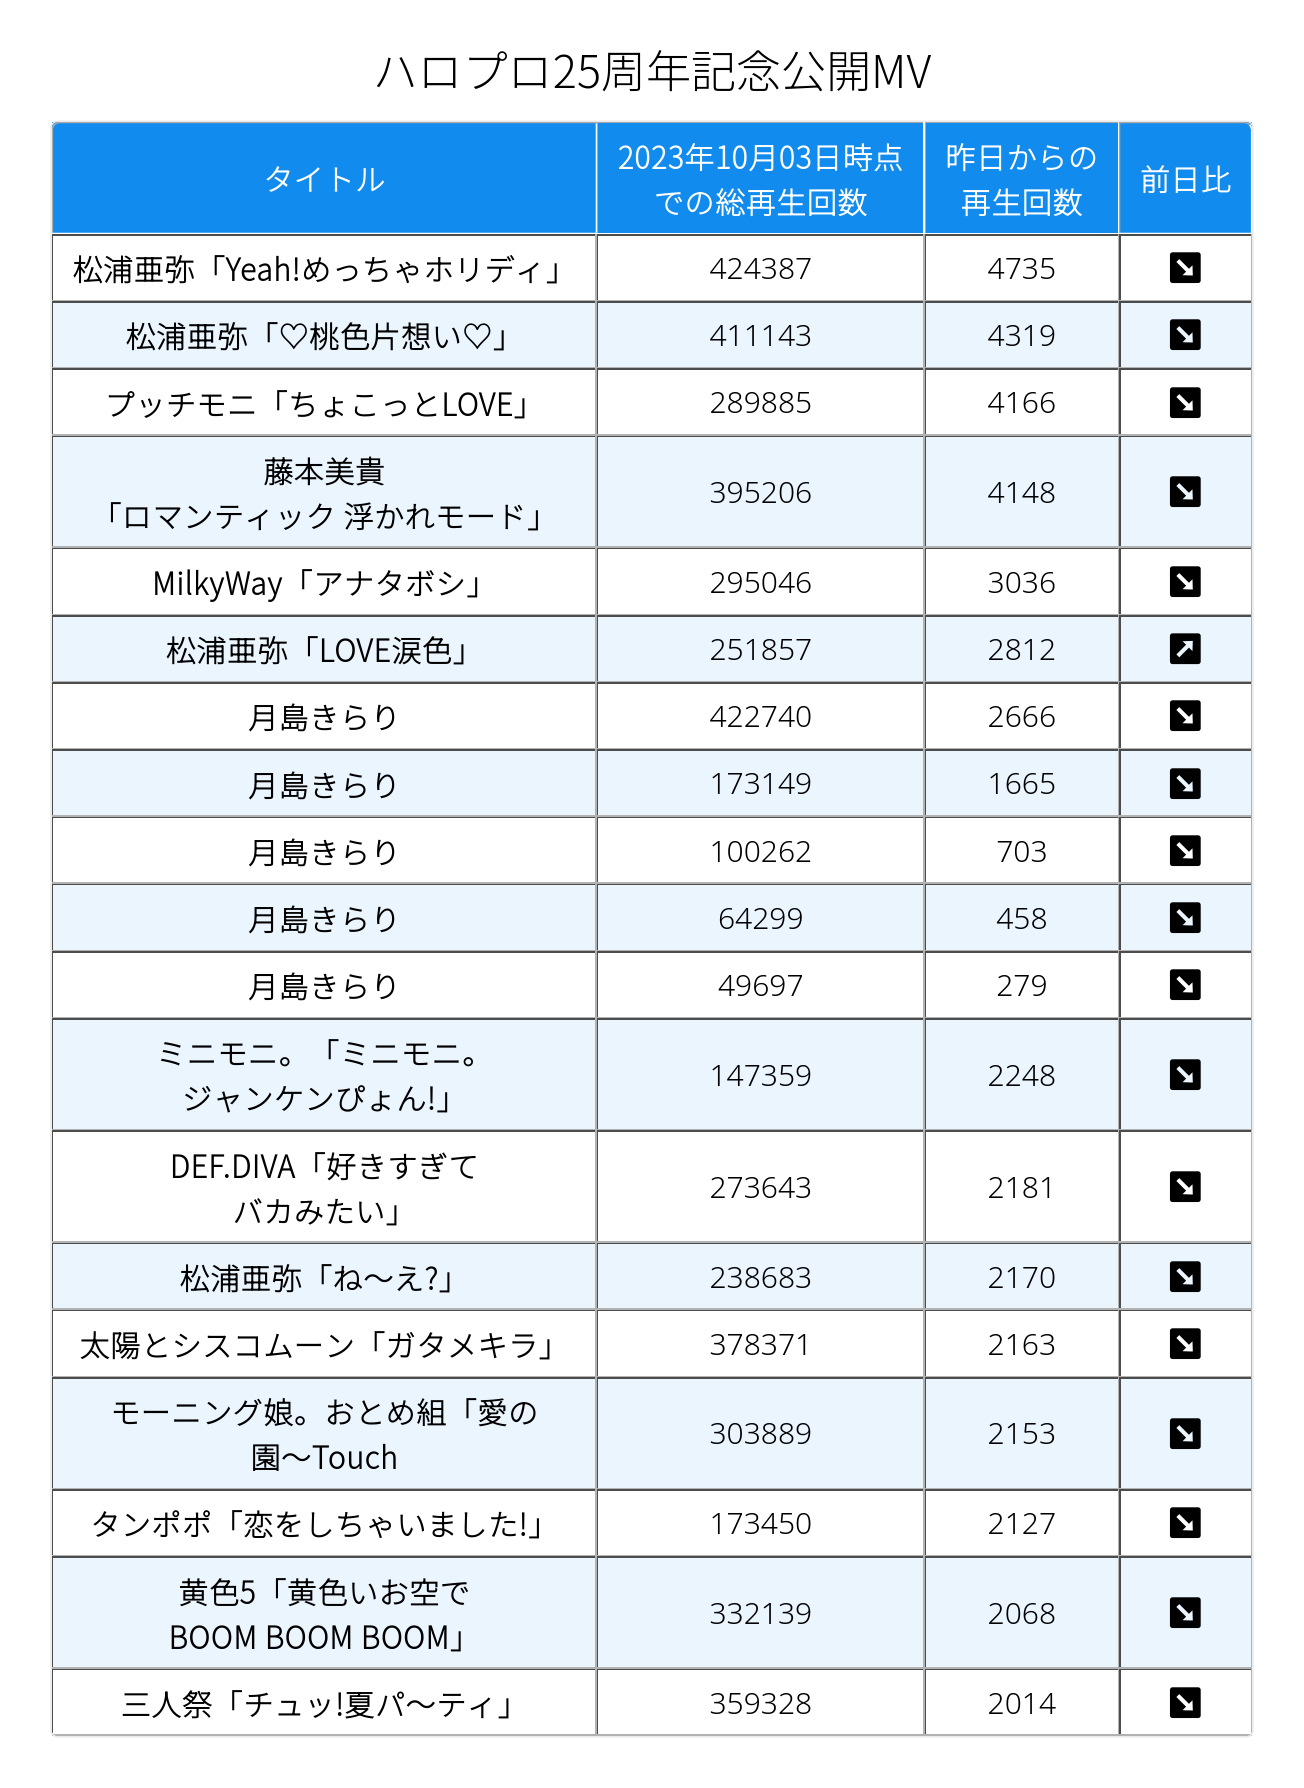 ハロプロ25周年記念公開MV
タイトル 2023年10月03日時点 昨日からの 前日比
での総再生回数 再生回数
松浦亜弥「Yeah!めっちゃホリディ」 424387 4735
松浦亜弥「♡桃色片想い♡」 411143 4319
プッチモニ「ちょこっとLOVE」 289885 4166
藤本美貴
「ロマンティック 浮かれモード」 395206 4148
MilkyWay「アナタボシ」 295046 3036
松浦亜弥「LOVE涙色」 251857 2812
月島きらり 422740 2666
月島きらり 173149 1665
月島きらり 100262 703
月島きらり 64299 458
月島きらり 49697 279
ミニモニ。「ミニモニ。
ジャンケンぴょん!」 147359 2248
DEF.DIVA「好きすぎて
バカみたい」 273643 2181
松浦亜弥「ね〜え?」 238683 2170
太陽とシスコムーン「ガタメキラ」 378371 2163
モーニング娘。おとめ組「愛の
園〜Touch 303889 2153
タンポポ「恋をしちゃいました!」 173450 2127
黄色5「黄色いお空で
BOOM BOOM BOOM」 332139 2068
三人祭「チュッ!夏パ〜ティ」 359328 2014